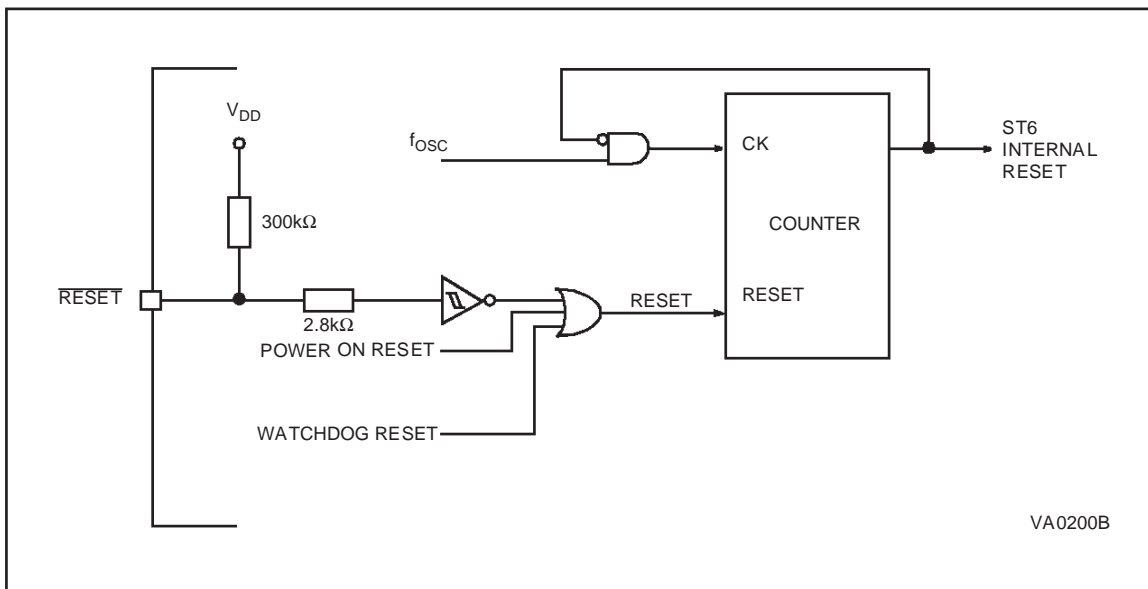 VDD
fOSC
CK
ST6
INTERNAL
RESET
300kΩ
COUNTER
RESET
RESET
RESET
2.8kΩ
POWER ON RESET
WATCHDOG RESET
VA0200B